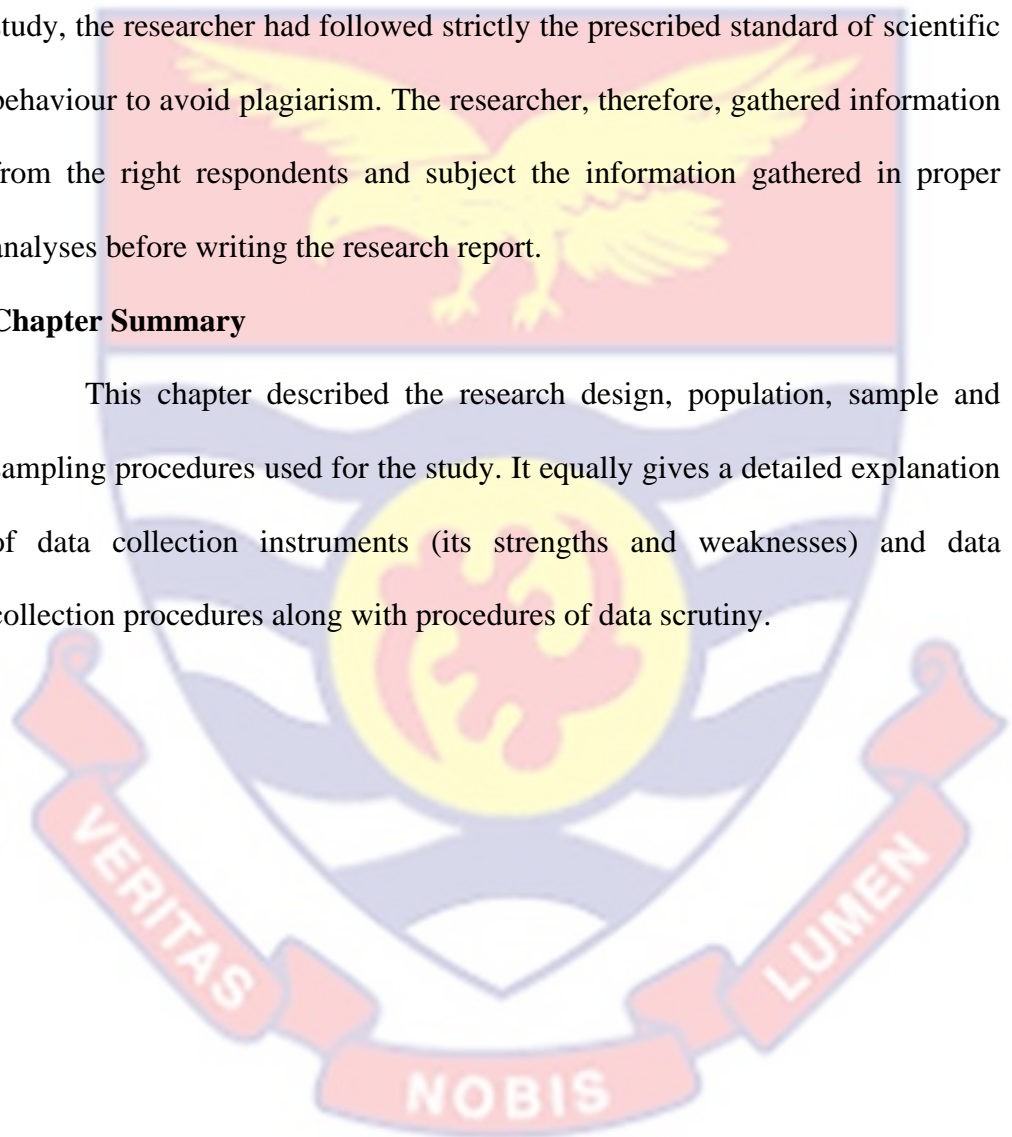 study, the researcher had followed strictly the prescribed standard of scientific
behaviour to avoid plagiarism. The researcher, therefore, gathered information
from the right respondents and subject the information gathered in proper
analyses before writing the research report.
Chapter Summary
This chapter described the research design, population, sample and
sampling procedures used for the study. It equally gives a detailed explanation
of data collection instruments (its strengths and weaknesses) and data
collection procedures along with procedures of data scrutiny.
VERITAS
NOBIS
LUMEN